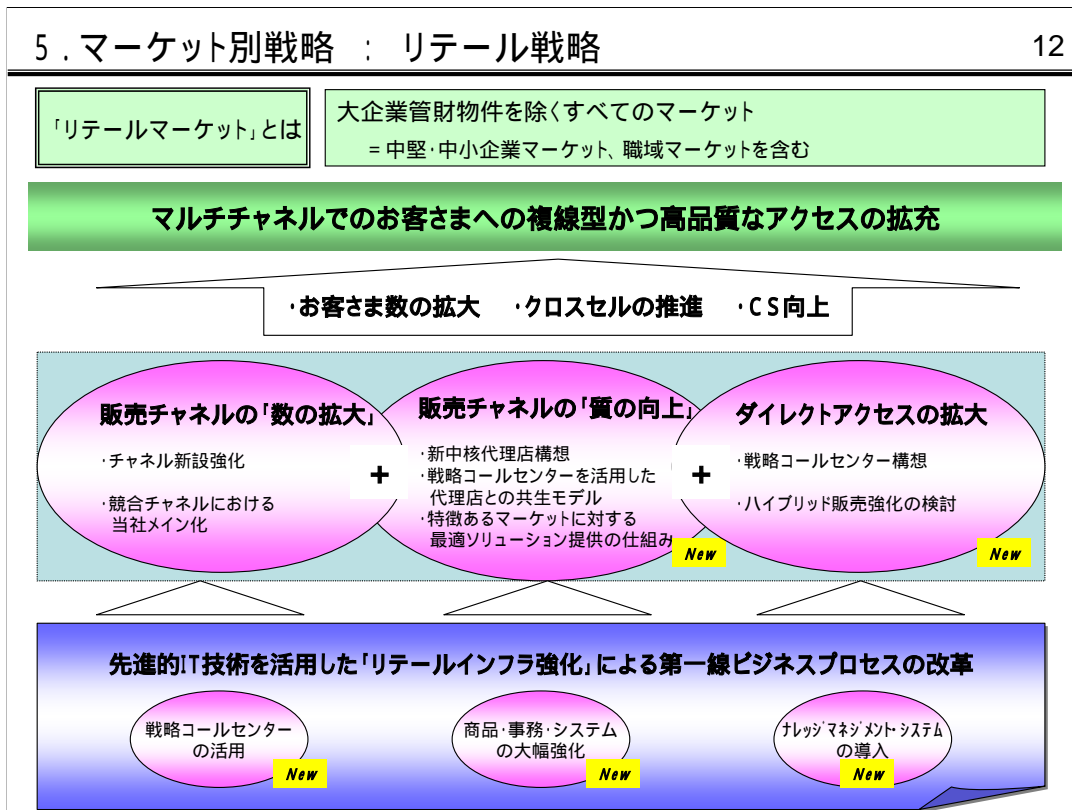 5．マーケット別戦略 ： リテール戦略
12
「リテールマーケット」とは
大企業管財物件を除くすべてのマーケット
＝中堅・中小企業マーケット、職域マーケットを含む
マルチチャネルでのお客さまへの複線型かつ高品質なアクセスの拡充
・お客さま数の拡大 ・クロスセルの推進 ・CS向上
販売チャネルの「数の拡大」
・チャネル新設強化
・競合チャネルにおける
当社メイン化
+
販売チャネルの「質の向上」
・新中核代理店構想
・戦略コールセンターを活用した
代理店との共生モデル
・特徴あるマーケットに対する
最適ソリューション提供の仕組み
New
+
ダイレクトアクセスの拡大
・戦略コールセンター構想
・ハイブリッド販売強化の検討
New
先進的IT技術を活用した「リテールインフラ強化」による第一線ビジネスプロセスの改革
戦略コールセンター
の活用
New
商品・事務・システム
の大幅強化
New
ﾅﾚｯｼﾞﾏﾈｼﾞﾒﾝﾄ・ｼｽﾃﾑ
の導入
New